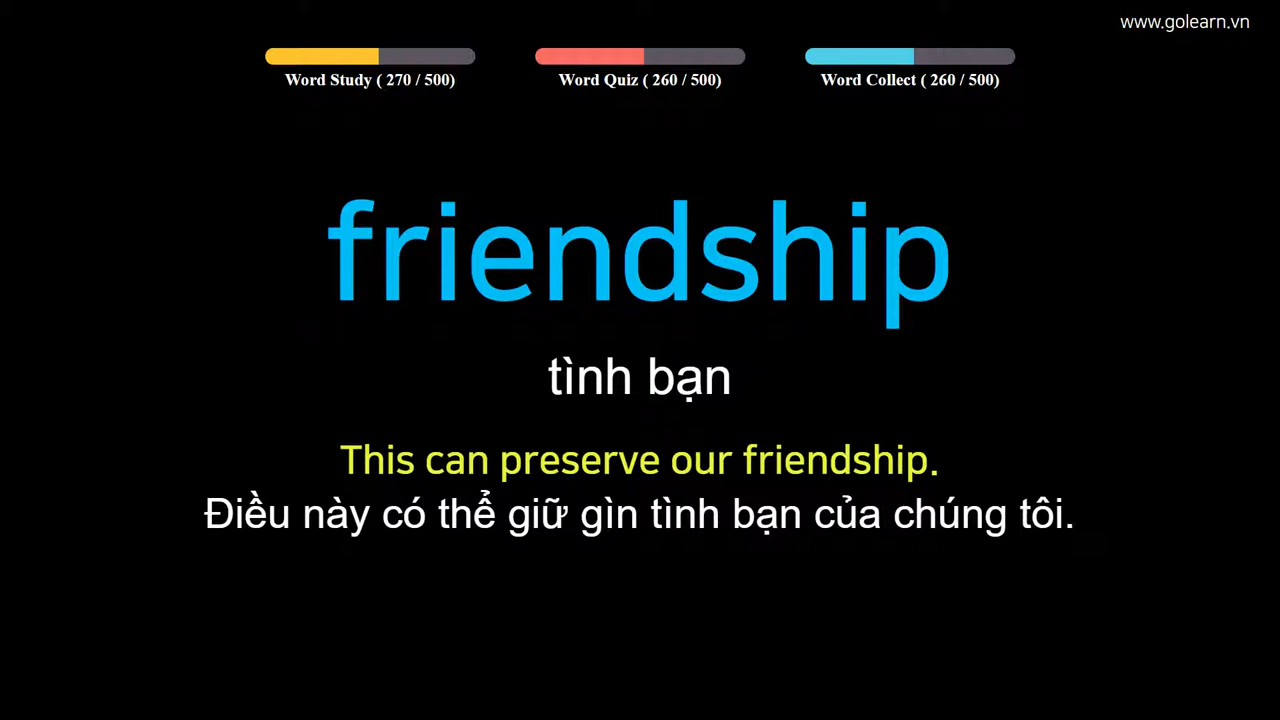 www.golearn.vn
Word Study ( 270 / 500)
Word Quiz ( 260 / 500)
Word Collect ( 260 / 500)
friendship
tình bạn
This can preserve our friendship.
Điều này có thể giữ gìn tình bạn của chúng tôi.